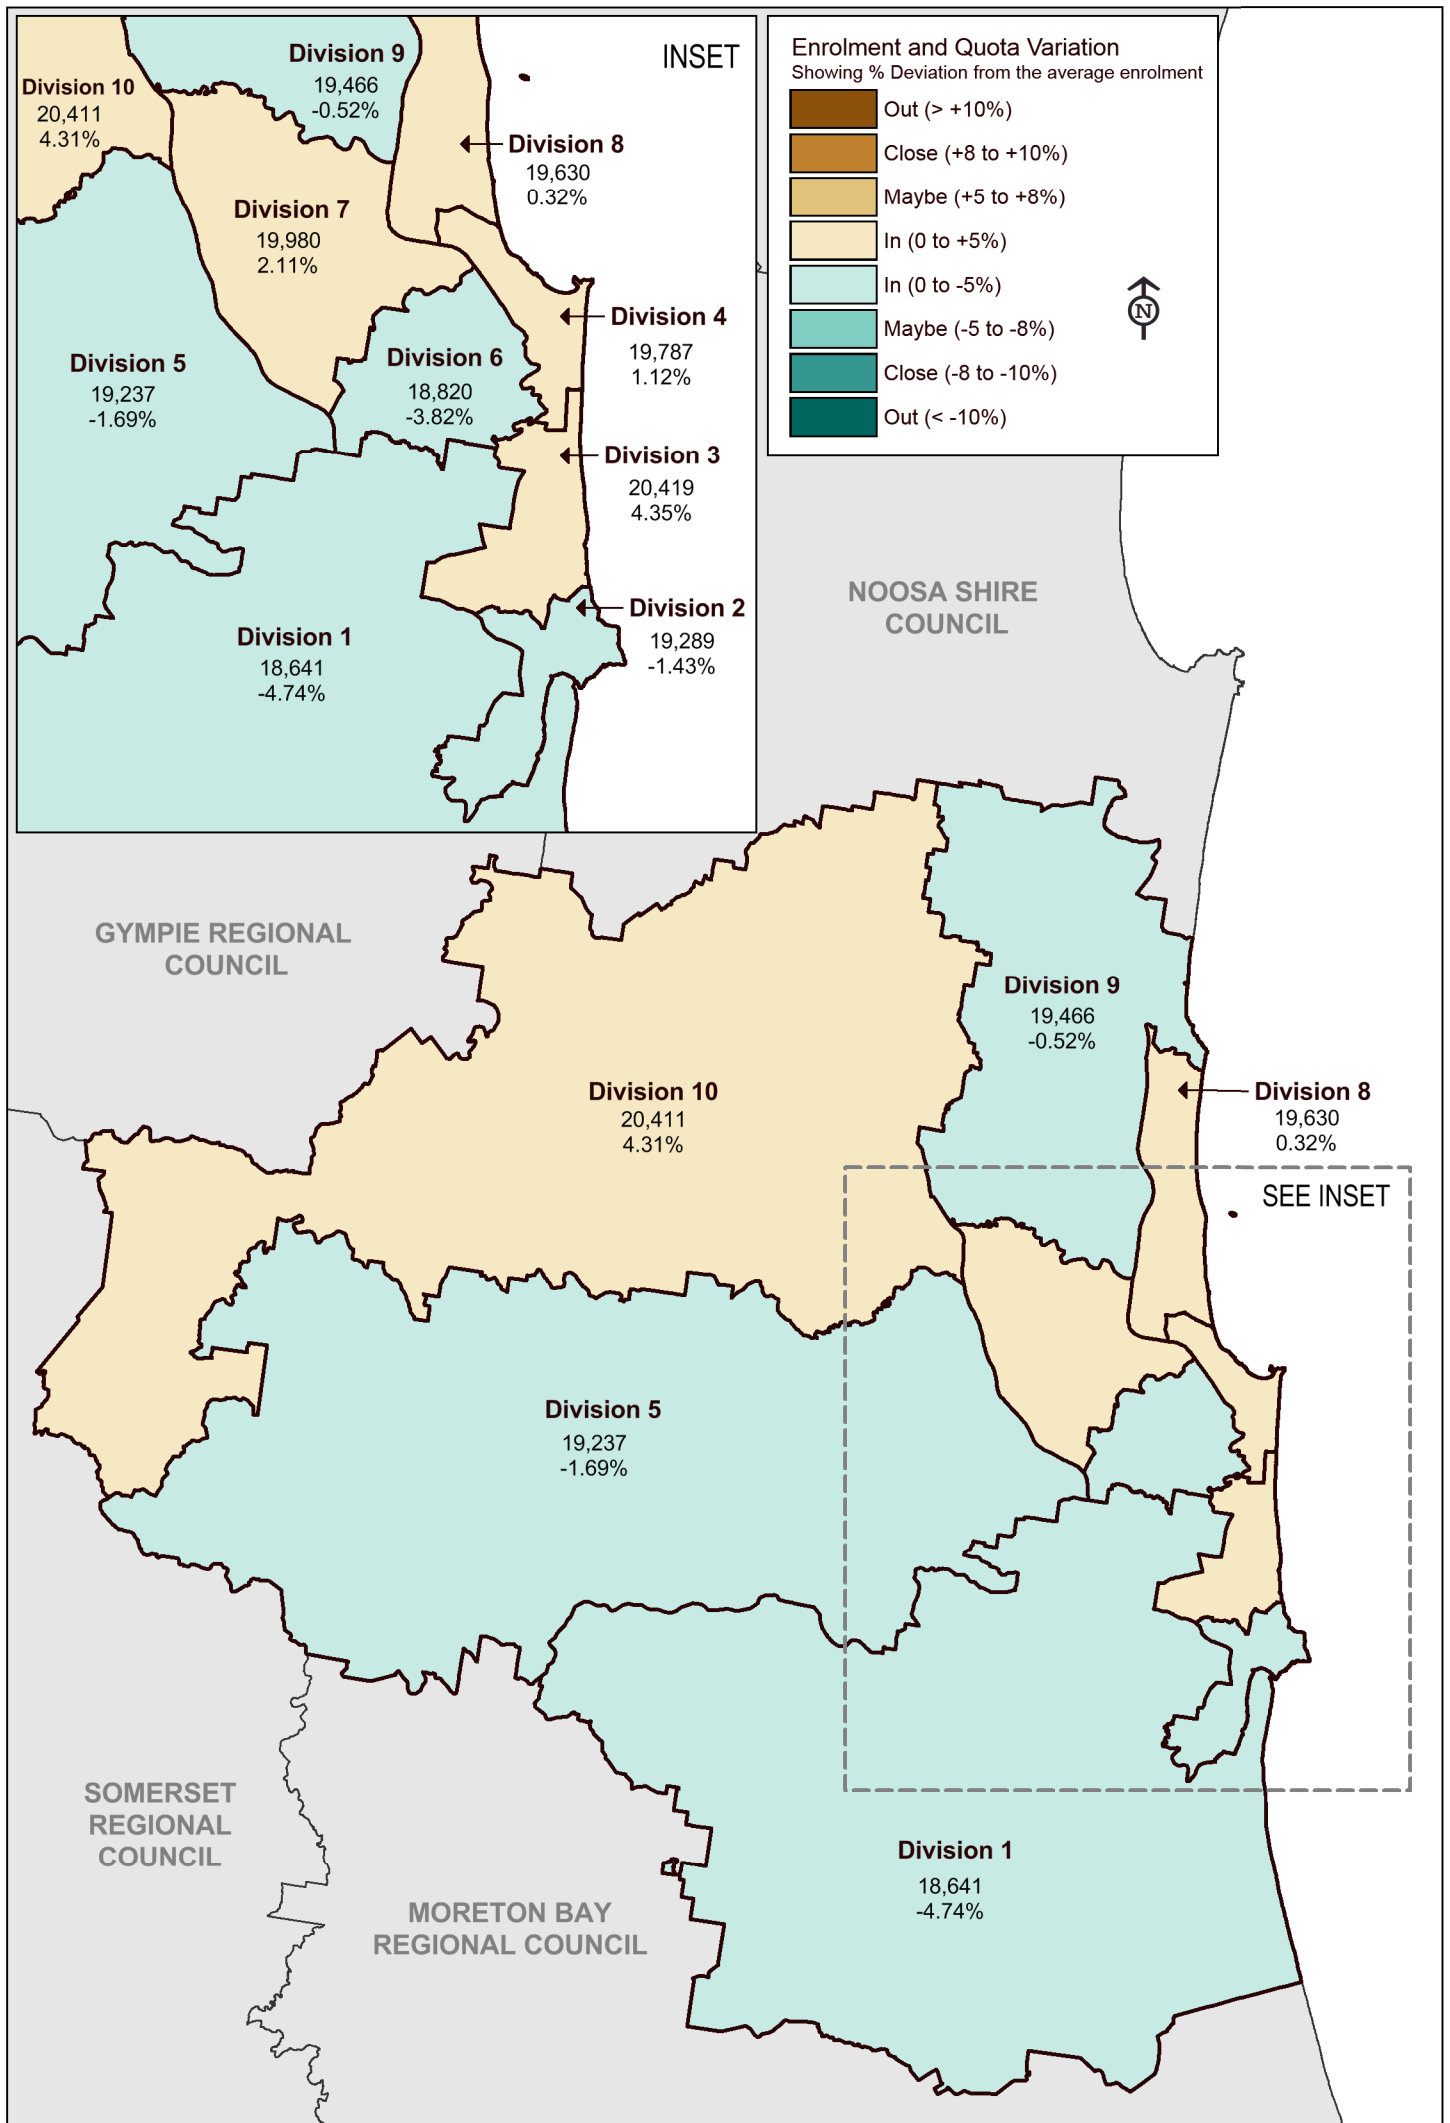 INSET
Division 9
19,466
-0.52%
Division 10
20,411
4.31%
Division 8
19,630
0.32%
Division 7
19,980
2.11%
Division 4
19,787
1.12%
Division 5
19,237
-1.69%
Division 6
18,820
-3.82%
Division 3
20,419
4.35%
Division 2
19,289
-1.43%
Division 1
18,641
-4.74%
Enrolment and Quota Variation
Showing % Deviation from the average enrolment
Out (> +10%)
Close (+8 to +10%)
Maybe (+5 to +8%)
In (0 to +5%)
In (0 to -5%)
Maybe (-5 to -8%)
Close (-8 to -10%)
Out (< -10%)
N
NOOSA SHIRE
COUNCIL
GYMPIE REGIONAL
COUNCIL
Division 9
19,466
-0.52%
Division 10
20,411
4.31%
Division 8
19,630
0.32%
SEE INSET
Division 5
19,237
-1.69%
SOMERSET
REGIONAL
COUNCIL
Division 1
18,641
-4.74%
MORETON BAY
REGIONAL COUNCIL